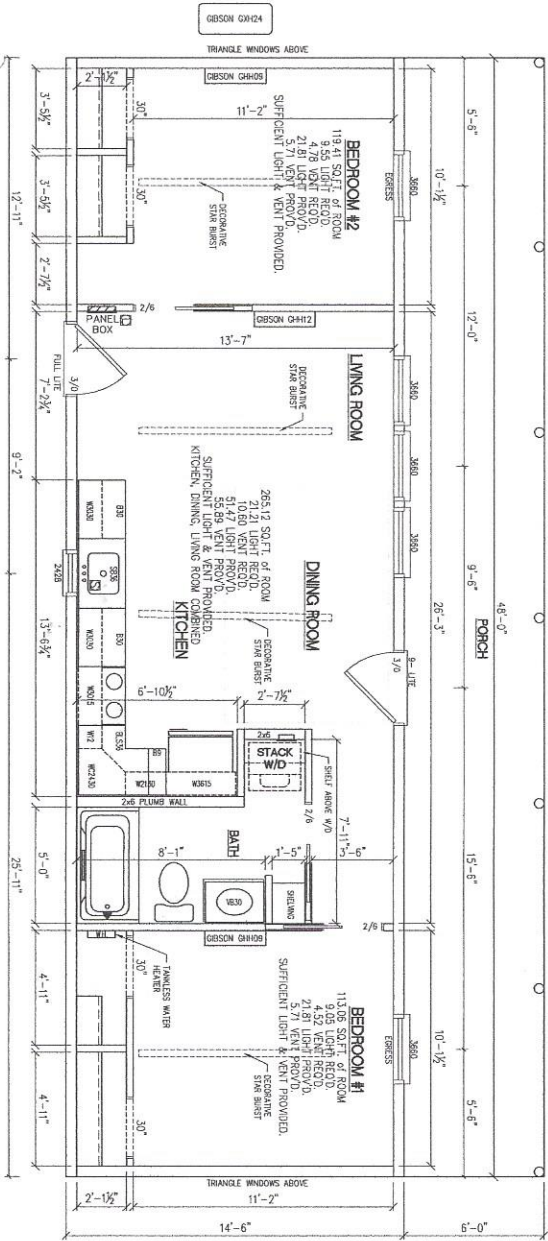 GIBSON GXH24
TRIANGLE WINDOWS ABOVE
2'-1½"
GIBSON GHH09
11'-2"
3'-5½"
30"
3'-5½"
30"
2'-7½"
12'-11"
BEDROOM #2
119.41 SQ.FT. of ROOM
9.55 LIGHT REQ'D.
4.78 VENT REQ'D.
21.81 LIGHT PROV'D.
5.71 VENT PROV'D.
SUFFICIENT LIGHT & VENT PROVIDED.
DECORATIVE
STAR BURST
EGRESS
3660
10'-1½"
5'-6"
PANEL
BOX
2/6
GIBSON GHH12
13'-7"
FULL LITE
3/0
7'-2¾"
9'-2"
LIVING ROOM
DECORATIVE
STAR BURST
3660
3660
3660
12'-0"
265.12 SQ.FT. of ROOM
21.21 LIGHT REQ'D.
10.60 VENT REQ'D.
51.47 LIGHT PROV'D.
55.89 VENT PROV'D.
SUFFICIENT LIGHT & VENT PROVIDED.
KITCHEN, DINING, LIVING ROOM COMBINED
DINING ROOM
KITCHEN
DECORATIVE
STAR BURST
9- LITE
3/0
9'-6"
26'-3"
48'-0"
PORCH
W3030
B30
SB36
2428
W3030
B30
W3015
W12
BLS36
WC2430
B9
W2130
W3615
13'-6¾"
6'-10½"
2'-7½"
2x6
STACK
W/D
SHELF ABOVE W/D
7'-11"
2/6
2x6 PLUMB WALL
BATH
8'-1"
1'-5"
3'-6"
VB30
SHELVING
5'-0"
15'-6"
25'-11"
2/6
GIBSON GHH09
WH
TANKLESS WATER
HEATER
30"
4'-11"
4'-11"
30"
BEDROOM #1
113.06 SQ.FT. of ROOM
9.05 LIGHT REQ'D.
4.52 VENT REQ'D.
21.81 LIGHT PROV'D.
5.71 VENT PROV'D.
SUFFICIENT LIGHT & VENT PROVIDED.
DECORATIVE
STAR BURST
EGRESS
3660
10'-1½"
5'-6"
TRIANGLE WINDOWS ABOVE
2'-1½"
11'-2"
14'-6"
6'-0"